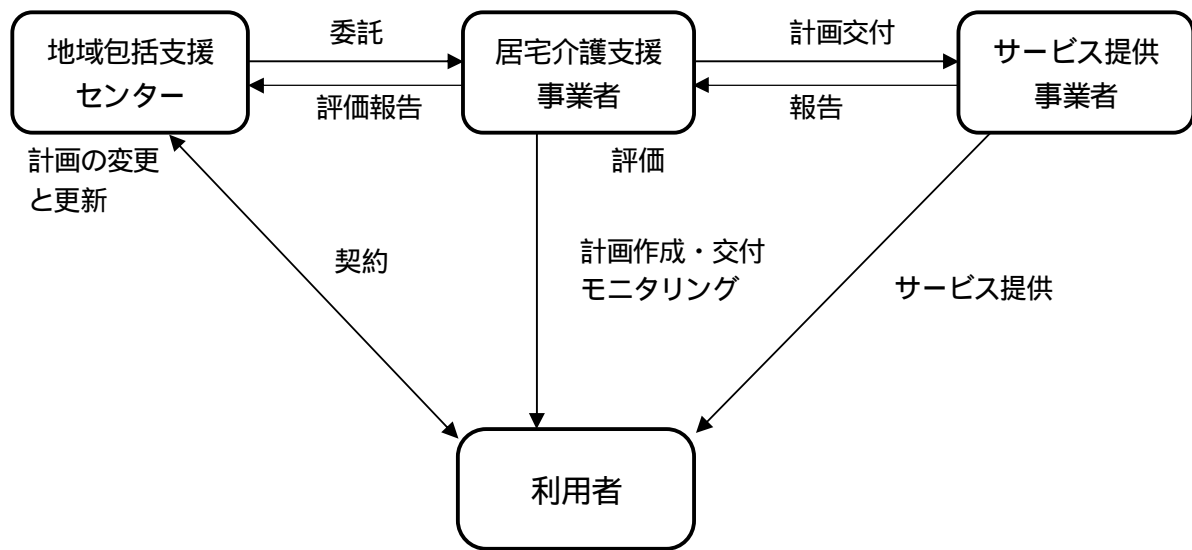 地域包括支援
センター
委託
評価報告
居宅介護支援
事業者
計画交付
報告
サービス提供
事業者
計画の変更
と更新
評価
契約
計画作成・交付
モニタリング
サービス提供
利用者